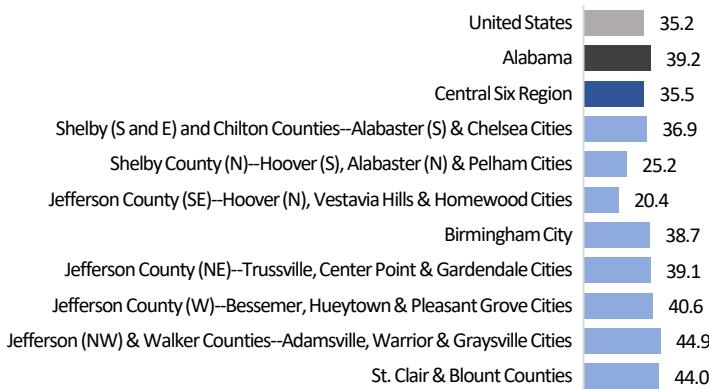 United States 35.2
Alabama 39.2
Central Six Region 35.5
Shelby (S and E) and Chilton Counties--Alabaster (S) & Chelsea Cities 36.9
Shelby County (N)--Hoover (S), Alabaster (N) & Pelham Cities 25.2
Jefferson County (SE)--Hoover (N), Vestavia Hills & Homewood Cities 20.4
Birmingham City 38.7
Jefferson County (NE)--Trussville, Center Point & Gardendale Cities 39.1
Jefferson County (W)--Bessemer, Hueytown & Pleasant Grove Cities 40.6
Jefferson (NW) & Walker Counties--Adamsville, Warrior & Graysville Cities 44.9
St. Clair & Blount Counties 44.0